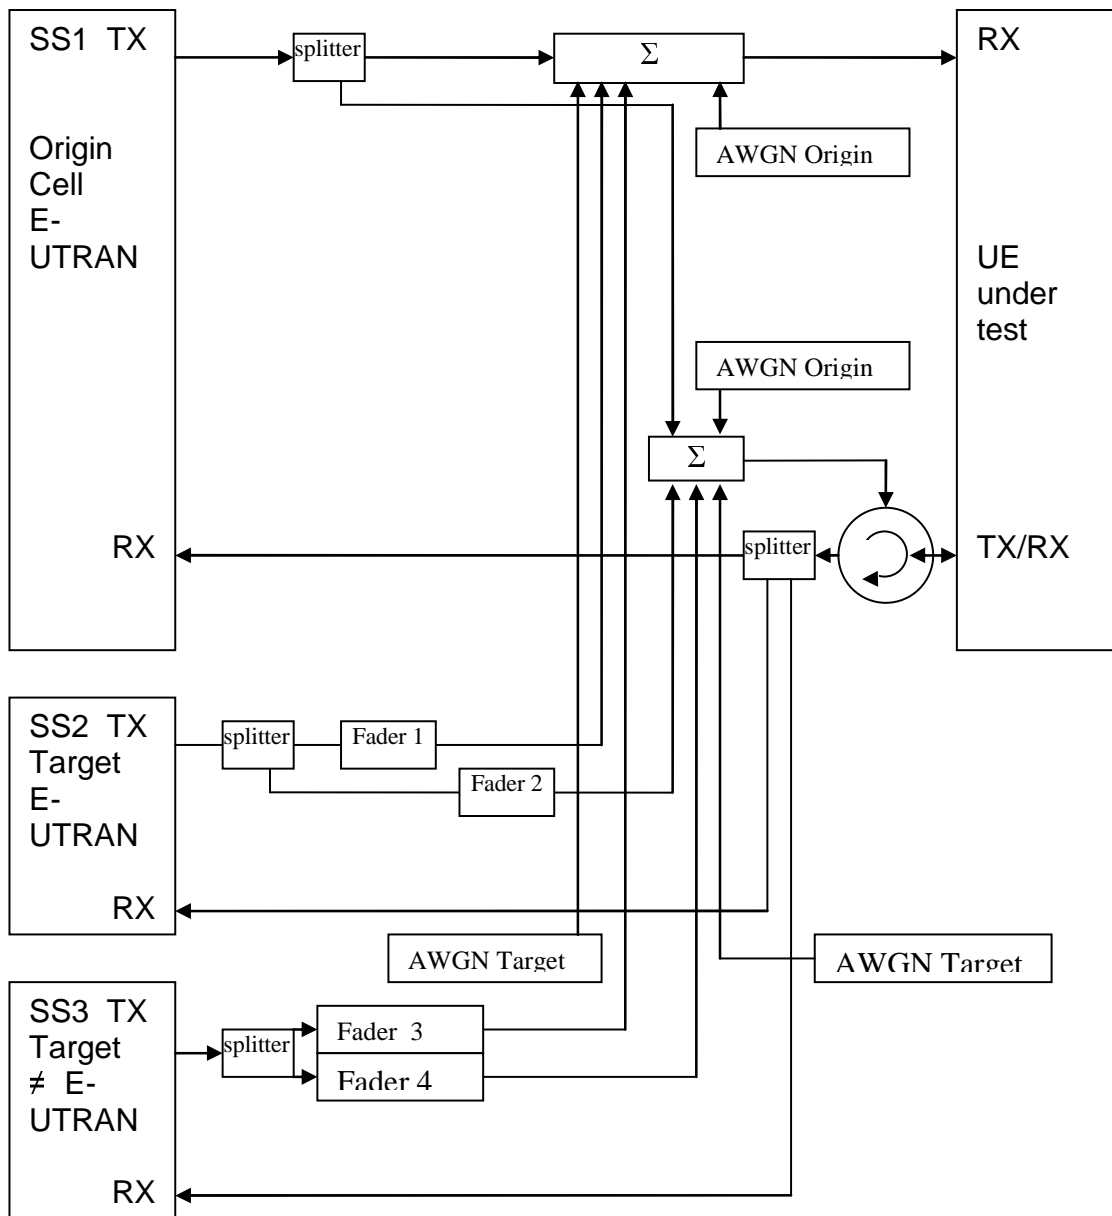 SS1 TX
splitter
Σ
RX
AWGN Origin
Origin
Cell
E-
UTRAN
UE
under
test
AWGN Origin
Σ
RX
splitter
TX/RX
SS2 TX
Target
E-
UTRAN
splitter
Fader 1
Fader 2
RX
AWGN Target
AWGN Target
SS3 TX
Target
≠ E-
UTRAN
splitter
Fader 3
Fader 4
RX